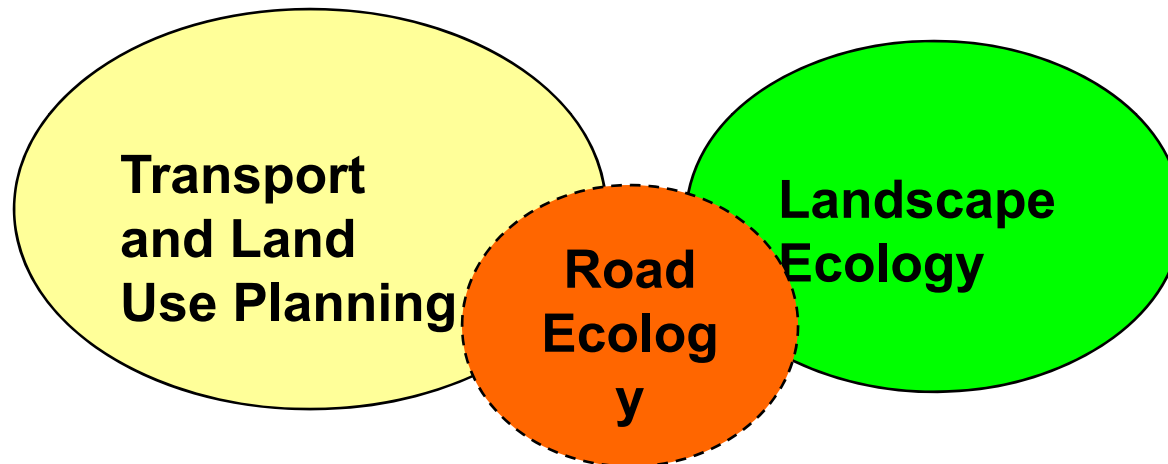 Transport
and Land
Use Planning
Road
Ecolog
y
Landscape
Ecology